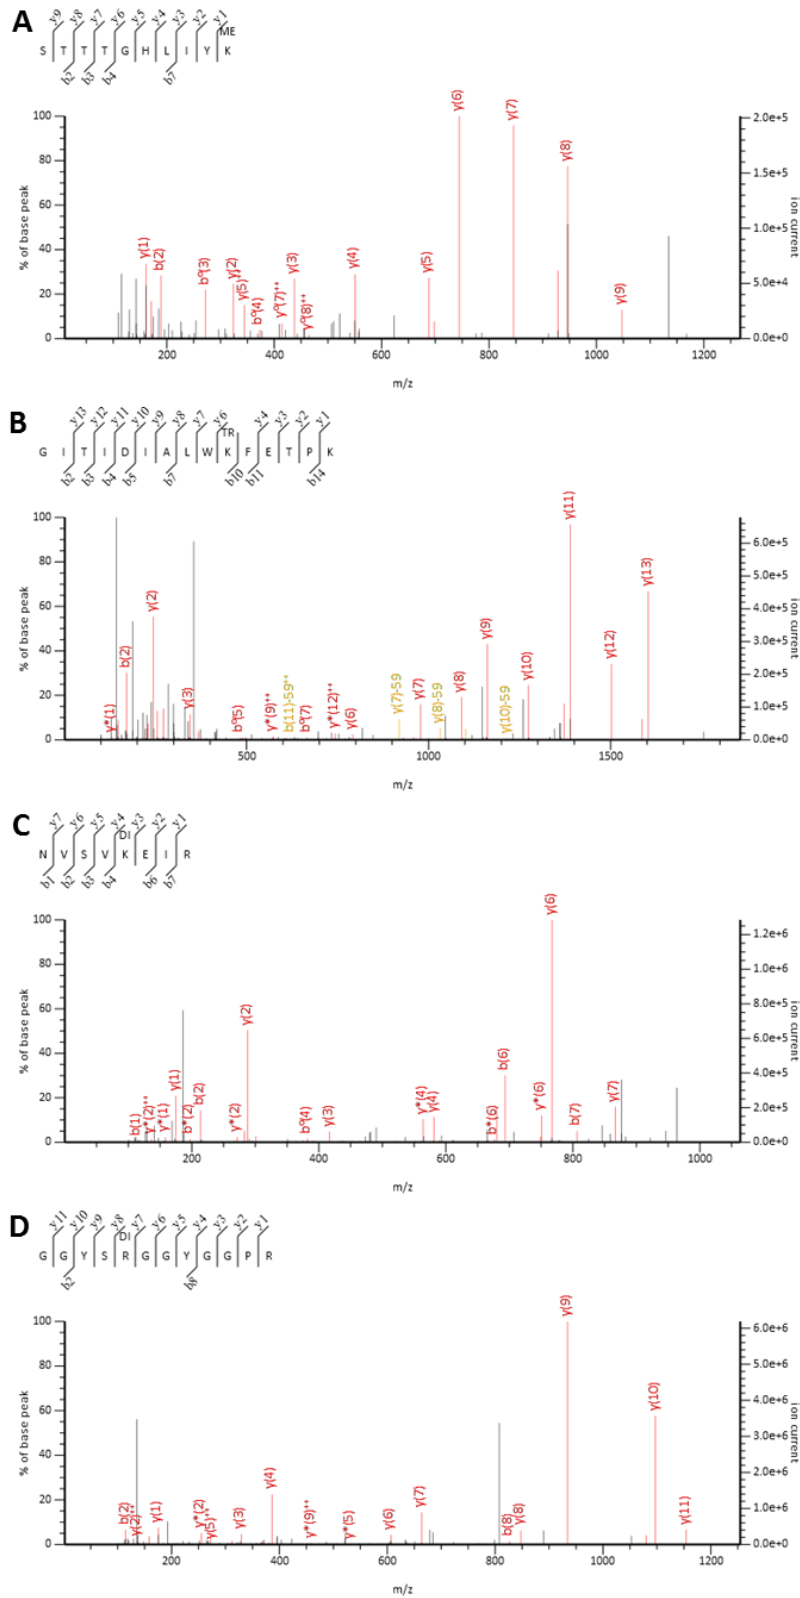 A
y9 y8 y7 y6 y5 y4 y3 y2 y1
ME
S T T T G H L I Y K
b2 b3 b4 b7
y(6)
y(7)
y(8)
y(1)
b(2)
b⁰(3)
y(2)
y(5)⁺⁺
b⁰(4)
y⁰(7)⁺⁺
y(3)
y⁰(8)⁺⁺
y(4)
y(5)
y(9)
100
80
60
40
20
0
% of base peak
2.0e+5
1.5e+5
1.0e+5
5.0e+4
0.0e+0
ion current
200 400 600 800 1000 1200
m/z
B
y13 y12 y11 y10 y9 y8 y7 y6 y4 y3 y2 y1
TR
G I T I D I A L W K F E T P K
b2 b3 b4 b5 b7 b10 b11 b14
y*(1)
b(2)
y(2)
y(3)
b⁰(5)
y*(9)⁺⁺
b(11)-59⁺⁺
b⁰(7)
y*(12)⁺⁺
y(6)
y(7)-59
y(7)
y(8)-59
y(8)
y(9)
y(10)-59
y(10)
y(11)
y(12)
y(13)
100
80
60
40
20
0
% of base peak
6.0e+5
5.0e+5
4.0e+5
3.0e+5
2.0e+5
1.0e+5
0.0e+0
ion current
500 1000 1500
m/z
C
y7 y6 y5 y4 y3 y2 y1
DI
N V S V K E I R
b1 b2 b3 b4 b6 b7
b(1)
y*(2)⁺⁺
y*(1)
y(1)
b*(2)
b(2)
y*(2)
y(2)
b⁰(4)
y(3)
y*(4)
y(4)
b*(6)
b(6)
y*(6)
y(6)
b(7)
y(7)
100
80
60
40
20
0
% of base peak
1.2e+6
1.0e+6
8.0e+5
6.0e+5
4.0e+5
2.0e+5
0.0e+0
ion current
200 400 600 800 1000
m/z
D
y11 y10 y9 y8 y7 y6 y5 y4 y3 y2 y1
DI
G G Y S R G G Y G G P R
b2 b8
b(2)
y(2)⁺⁺
y(1)
y*(2)
y(5)⁺⁺
y(3)
y(4)
y*(9)⁺⁺
y*(5)
y(6)
y(7)
b(8)
y(8)
y(9)
y(10)
y(11)
100
80
60
40
20
0
% of base peak
6.0e+6
5.0e+6
4.0e+6
3.0e+6
2.0e+6
1.0e+6
0.0e+0
ion current
200 400 600 800 1000 1200
m/z